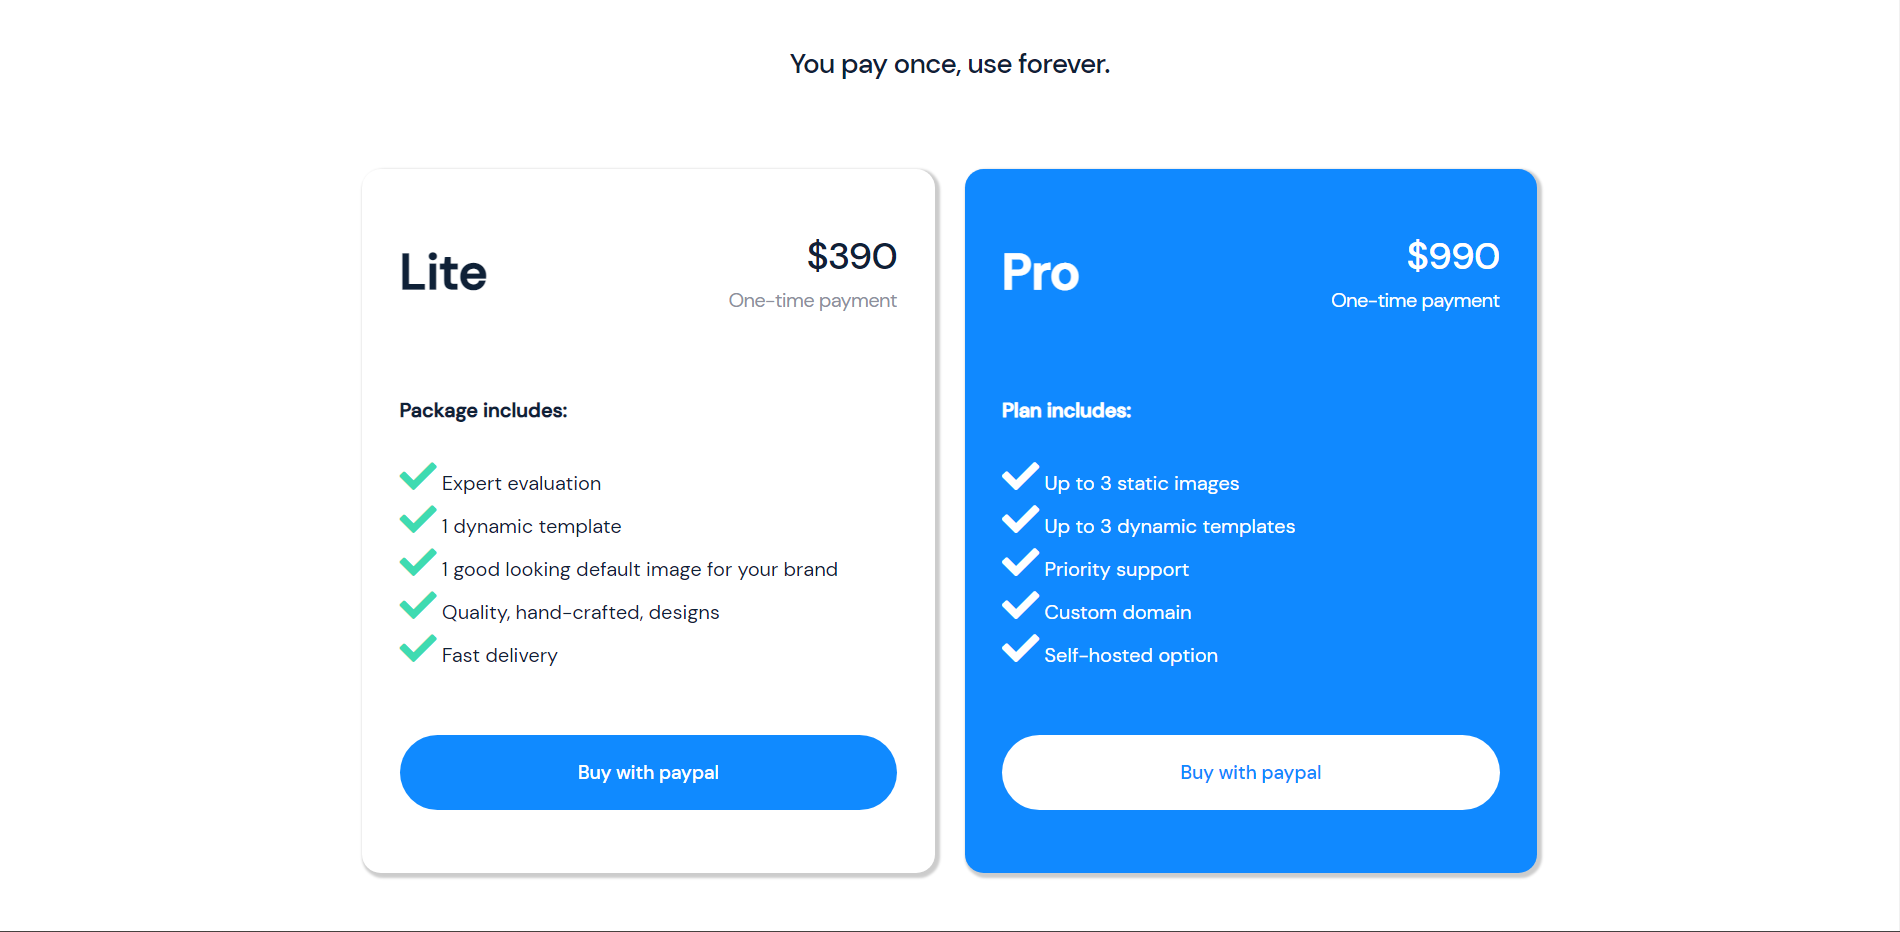 You pay once, use forever.
Lite
$390
One-time payment
Package includes:
Expert evaluation
1 dynamic template
1 good looking default image for your brand
Quality, hand-crafted, designs
Fast delivery
Buy with paypal
Pro
$990
One-time payment
Plan includes:
Up to 3 static images
Up to 3 dynamic templates
Priority support
Custom domain
Self-hosted option
Buy with paypal